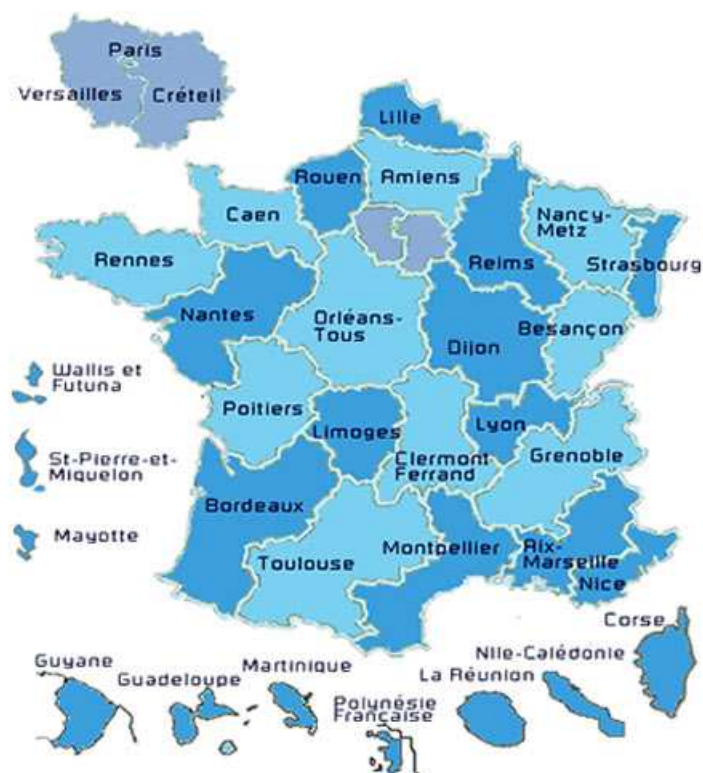 Paris
Versailles
Créteil
Lille
Rouen
Amiens
Caen
Nancy-
Metz
Rennes
Reims
Strasbourg
Nantes
Orléans-
Tous
Besançon
Dijon
Wallis et
Futuna
Poitiers
Limoges
Lyon
Clermont
Ferrand
Grenoble
St-Pierre-et-
Miquelon
Bordeaux
Mayotte
Toulouse
Montpellier
Aix-
Marseille
Nice
Corse
Guyane
Guadeloupe
Martinique
Polynésie
Française
La Réunion
Nlle-Calédonie